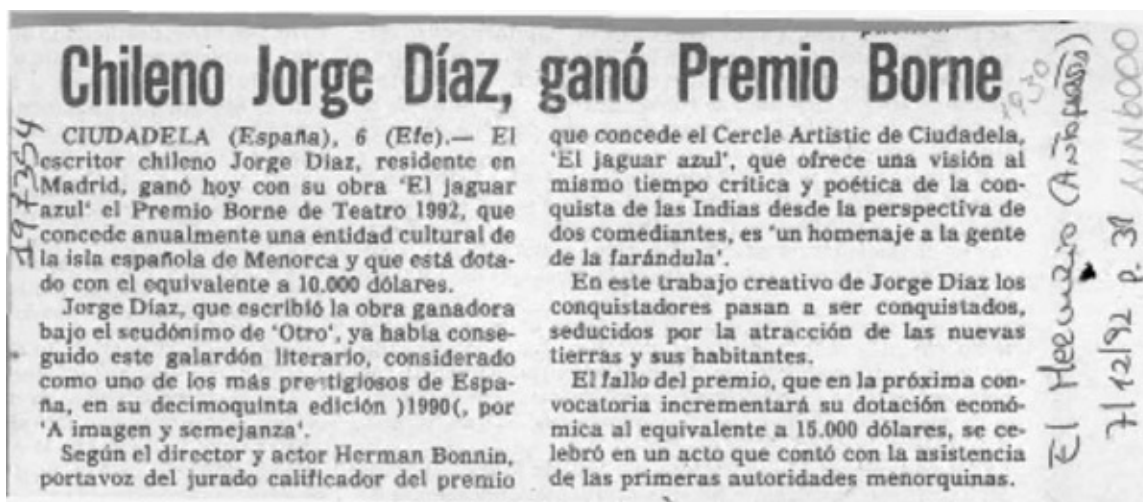 Chileno Jorge Díaz, ganó Premio Borne
CIUDADELA (España), 6 (Efe).— El
escritor chileno Jorge Díaz, residente en
Madrid, ganó hoy con su obra 'El jaguar
azul' el Premio Borne de Teatro 1992, que
concede anualmente una entidad cultural de
la isla española de Menorca y que está dota-
do con el equivalente a 10.000 dólares.
Jorge Díaz, que escribió la obra ganadora
bajo el seudónimo de 'Otro', ya había conse-
guido este galardón literario, considerado
como uno de los más prestigiosos de Espa-
ña, en su decimoquinta edición )1990(, por
'A imagen y semejanza'.
Según el director y actor Herman Bonnin,
portavoz del jurado calificador del premio
que concede el Cercle Artistic de Ciudadela,
'El jaguar azul', que ofrece una visión al
mismo tiempo crítica y poética de la con-
quista de las Indias desde la perspectiva de
dos comediantes, es 'un homenaje a la gente
de la farándula'.
En este trabajo creativo de Jorge Díaz los
conquistadores pasan a ser conquistados,
seducidos por la atracción de las nuevas
tierras y sus habitantes.
El fallo del premio, que en la próxima con-
vocatoria incrementará su dotación econó-
mica al equivalente a 15.000 dólares, se ce-
lebró en un acto que contó con la asistencia
de las primeras autoridades menorquinas.
197354
1930
El Mercurio (Antofagasta)
7/12/92 p. 31